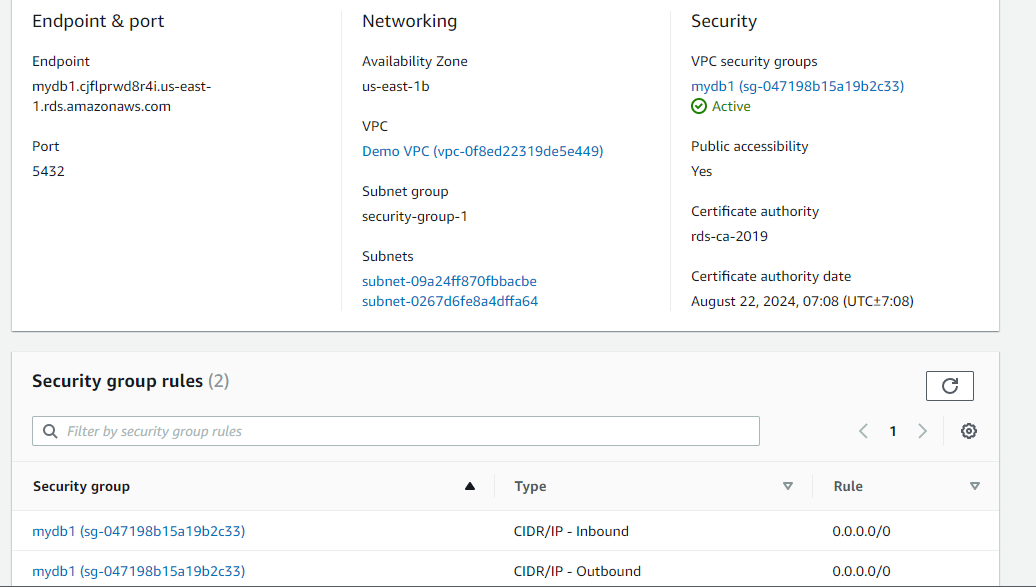 Endpoint & port
Endpoint
mydb1.cjflprwd8r4i.us-east-
1.rds.amazonaws.com
Port
5432
Networking
Availability Zone
us-east-1b
VPC
Demo VPC (vpc-0f8ed22319de5e449)
Subnet group
security-group-1
Subnets
subnet-09a24ff870fbbacbe
subnet-0267d6fe8a4dffa64
Security
VPC security groups
mydb1 (sg-047198b15a19b2c33)
Active
Public accessibility
Yes
Certificate authority
rds-ca-2019
Certificate authority date
August 22, 2024, 07:08 (UTC±7:08)
Security group rules (2)
Filter by security group rules
1
Security group Type Rule
mydb1 (sg-047198b15a19b2c33) CIDR/IP - Inbound 0.0.0.0/0
mydb1 (sg-047198b15a19b2c33) CIDR/IP - Outbound 0.0.0.0/0